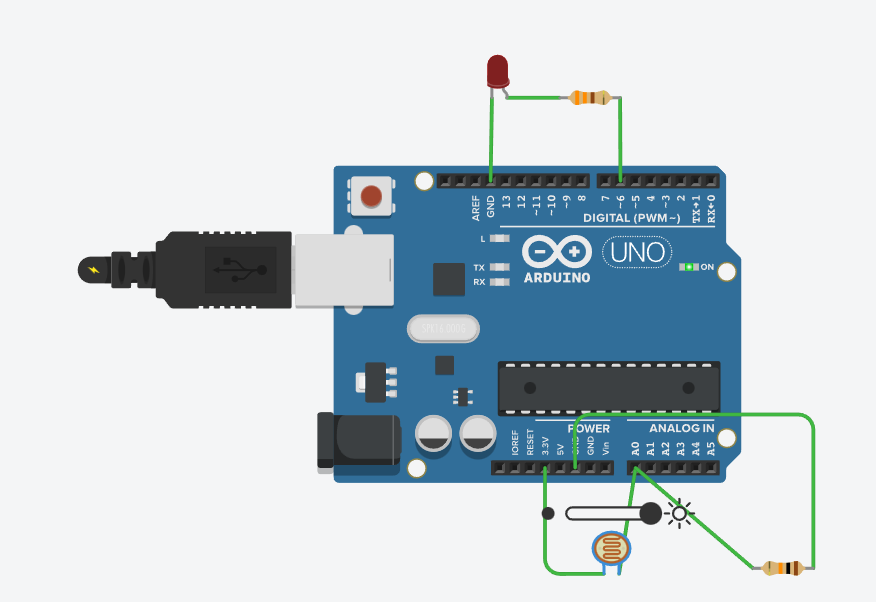 AREF
GND
13
12
~11
~10
~9
8
7
~6
~5
4
~3
2
TX→1
RX←0
DIGITAL (PWM~)
L
TX
RX
ARDUINO
UNO
ON
IOREF
RESET
3.3V
5V
GND
GND
Vin
POWER
ANALOG IN
A0
A1
A2
A3
A4
A5